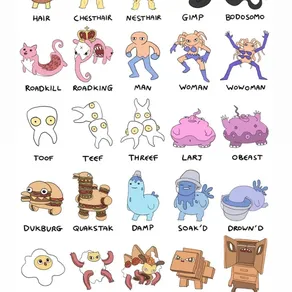 HAIR CHESTHAIR NESTHAIR GIMP BODOSOMO
ROADKILL ROADKING MAN WOMAN WOWOMAN
TOOF TEEF THREEF LARJ OBEAST
DUKBURG QUAKSTAK DAMP SOAK'D DROWN'D